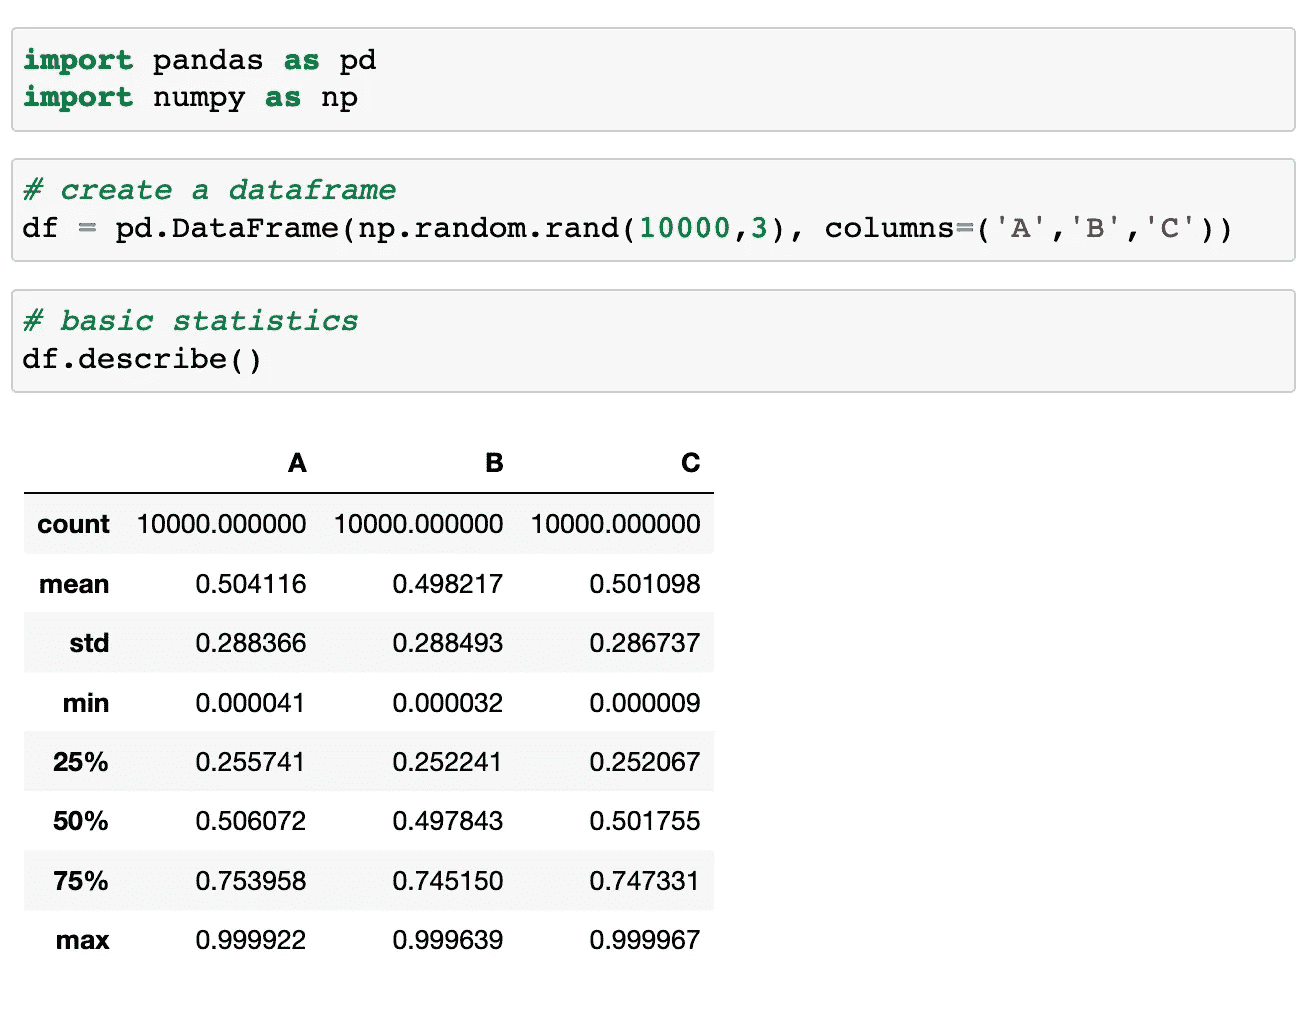 import pandas as pd
import numpy as np
# create a dataframe
df = pd.DataFrame(np.random.rand(10000,3), columns=('A','B','C'))
# basic statistics
df.describe()
A B C
count 10000.000000 10000.000000 10000.000000
mean 0.504116 0.498217 0.501098
std 0.288366 0.288493 0.286737
min 0.000041 0.000032 0.000009
25% 0.255741 0.252241 0.252067
50% 0.506072 0.497843 0.501755
75% 0.753958 0.745150 0.747331
max 0.999922 0.999639 0.999967